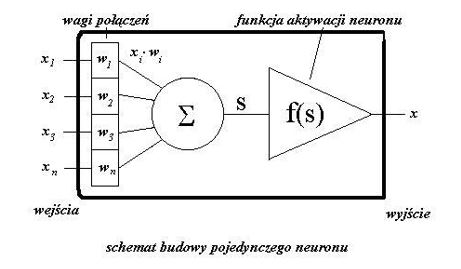 wagi połączeń
funkcja aktywacji neuronu
x1 w1 xi· wi
x2 w2
Σ s f(s) x
x3 w3
xn wn
wejścia
wyjście
schemat budowy pojedynczego neuronu